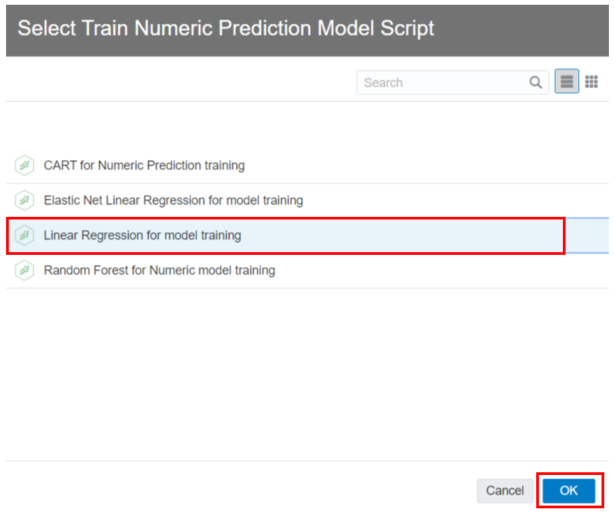 Select Train Numeric Prediction Model Script
Search
CART for Numeric Prediction training
Elastic Net Linear Regression for model training
Linear Regression for model training
Random Forest for Numeric model training
Cancel OK